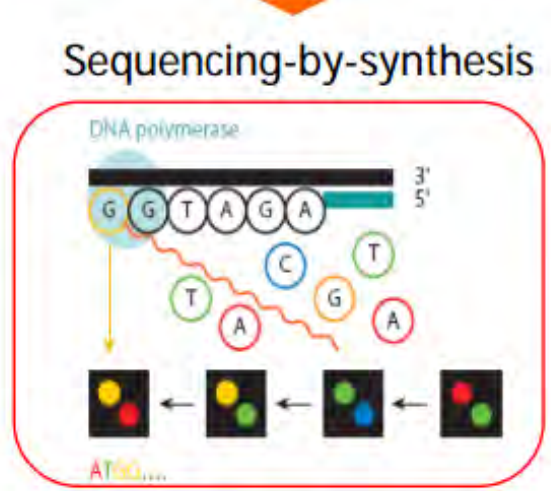 Sequencing-by-synthesis
DNA polymerase
3'
5'
G G T A G A
C T
T G
A A
ATGG....